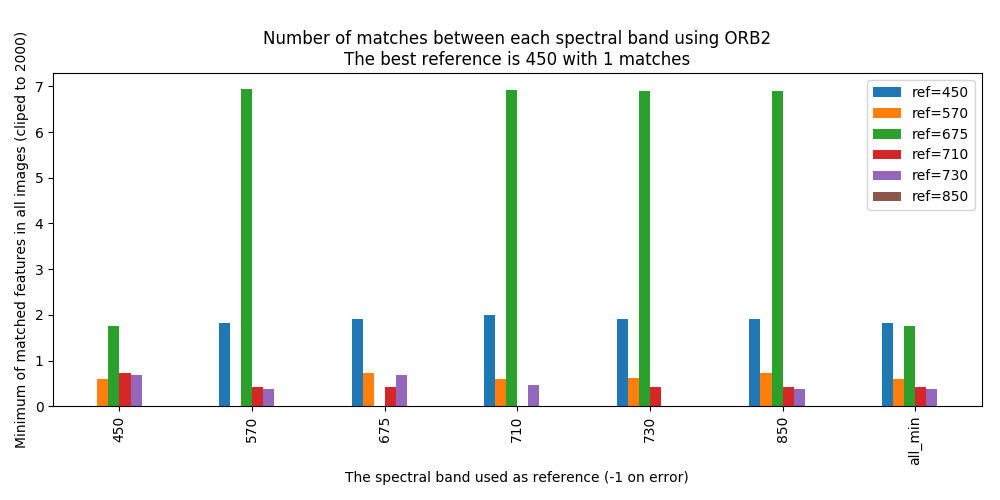 Number of matches between each spectral band using ORB2
The best reference is 450 with 1 matches
Minimum of matched features in all images (cliped to 2000)
7
6
5
4
3
2
1
0
ref=450
ref=570
ref=675
ref=710
ref=730
ref=850
450
570
675
710
730
850
all_min
The spectral band used as reference (-1 on error)